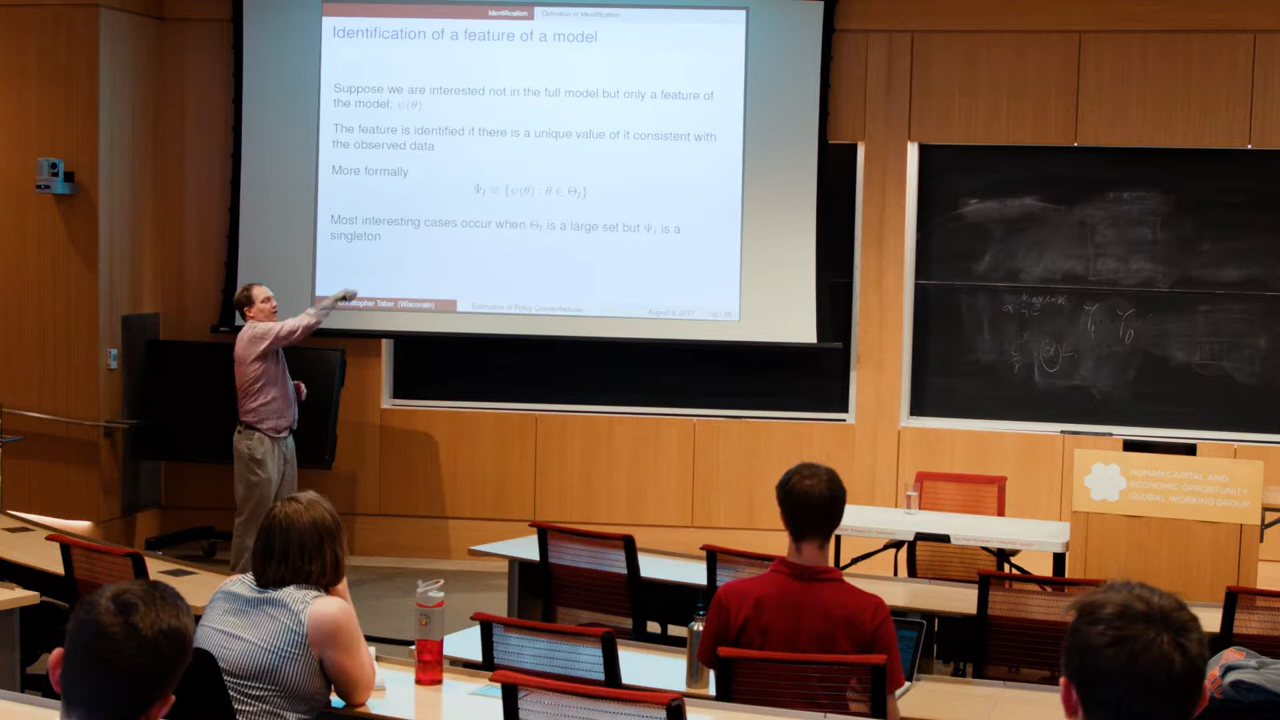 Identification Definition of Identification
Identification of a feature of a model
Suppose we are interested not in the full model but only a feature of
the model: ψ(θ)
The feature is identified if there is a unique value of it consistent with
the observed data
More formally
Ψ_I ≡ {ψ(θ) : θ ∈ Θ_I}
Most interesting cases occur when Θ_I is a large set but Ψ_I is a
singleton
Christopher Taber (Wisconsin) Estimation of Policy Counterfactuals August 8, 2017
HUMAN CAPITAL AND
ECONOMIC OPPORTUNITY
GLOBAL WORKING GROUP